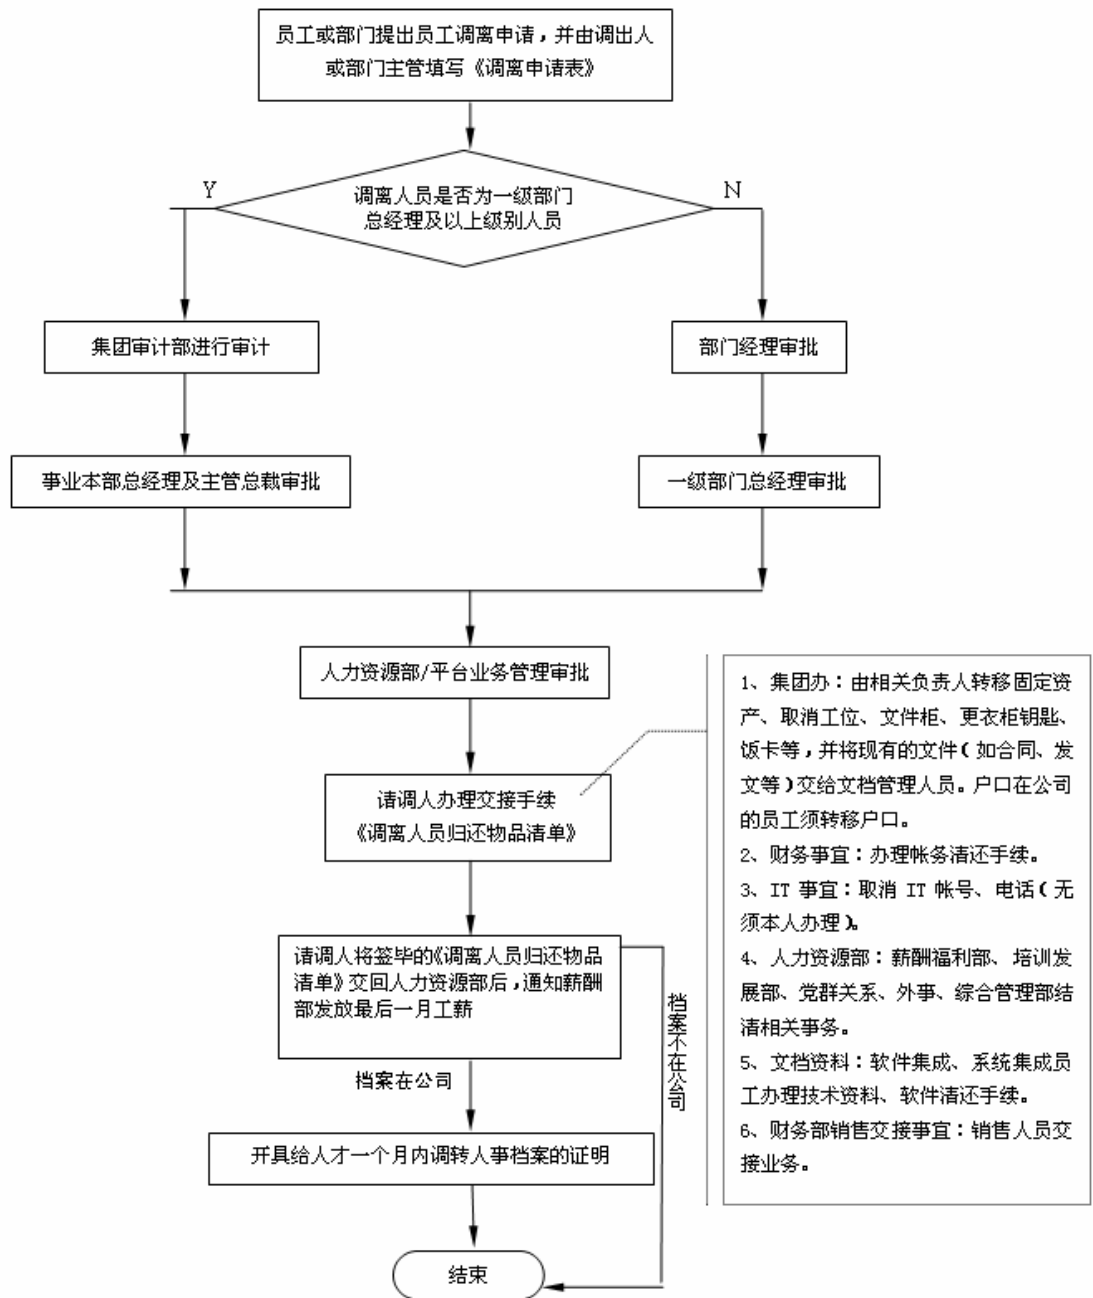 员工或部门提出员工调离申请，并由调出人
或部门主管填写《调离申请表》
Y
调离人员是否为一级部门
总经理及以上级别人员
N
集团审计部进行审计
部门经理审批
事业本部总经理及主管总裁审批
一级部门总经理审批
人力资源部/平台业务管理审批
请调人办理交接手续
《调离人员归还物品清单》
1、集团办：由相关负责人转移固定资
产、取消工位、文件柜、更衣柜钥匙、
饭卡等，并将现有的文件（如合同、发
文等）交给文档管理人员。户口在公司
的员工须转移户口。
2、财务事宜：办理帐务清还手续。
3、IT 事宜：取消 IT 帐号、电话（无
须本人办理）。
4、人力资源部：薪酬福利部、培训发
展部、党群关系、外事、综合管理部结
清相关事务。
5、文档资料：软件集成、系统集成员
工办理技术资料、软件清还手续。
6、财务部销售交接事宜：销售人员交
接业务。
请调人将签毕的《调离人员归还物品
清单》交回人力资源部后，通知薪酬
部发放最后一月工薪
档案不在公司
档案在公司
开具给人才一个月内调转人事档案的证明
结束